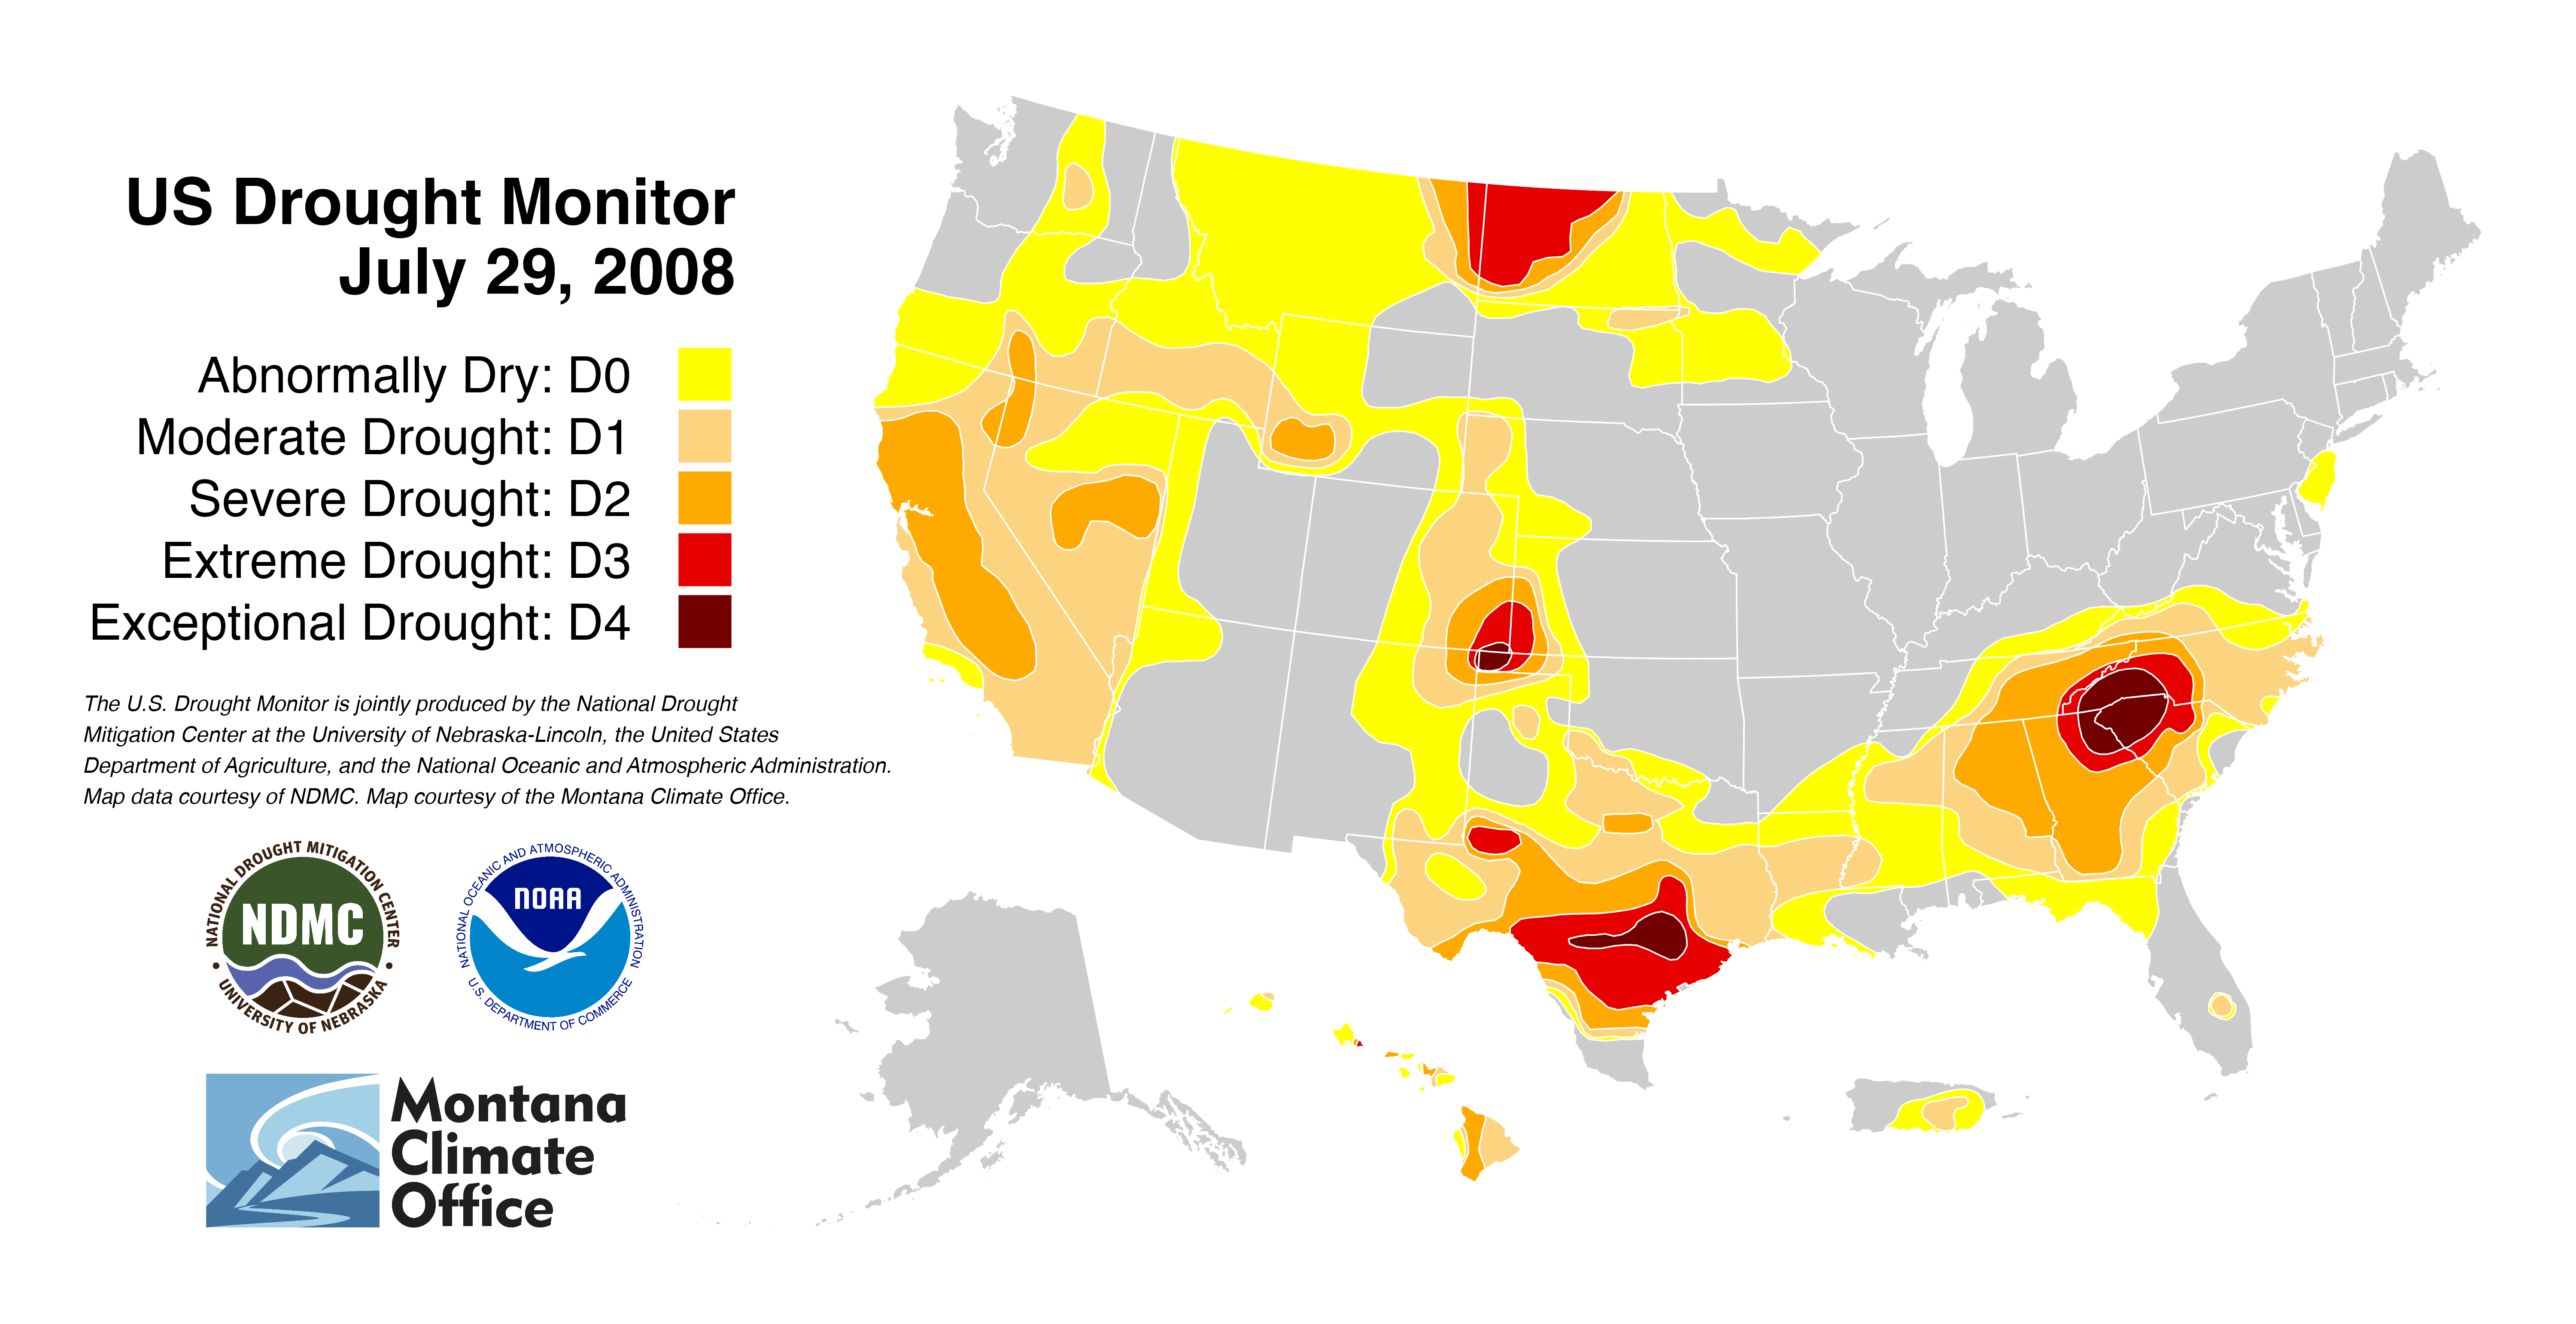 US Drought Monitor
July 29, 2008
Abnormally Dry: D0
Moderate Drought: D1
Severe Drought: D2
Extreme Drought: D3
Exceptional Drought: D4
The U.S. Drought Monitor is jointly produced by the National Drought
Mitigation Center at the University of Nebraska-Lincoln, the United States
Department of Agriculture, and the National Oceanic and Atmospheric Administration.
Map data courtesy of NDMC. Map courtesy of the Montana Climate Office.
NATIONAL DROUGHT MITIGATION CENTER
NDMC
• UNIVERSITY OF NEBRASKA •
NATIONAL OCEANIC AND ATMOSPHERIC ADMINISTRATION
NOAA
U.S. DEPARTMENT OF COMMERCE
Montana
Climate
Office